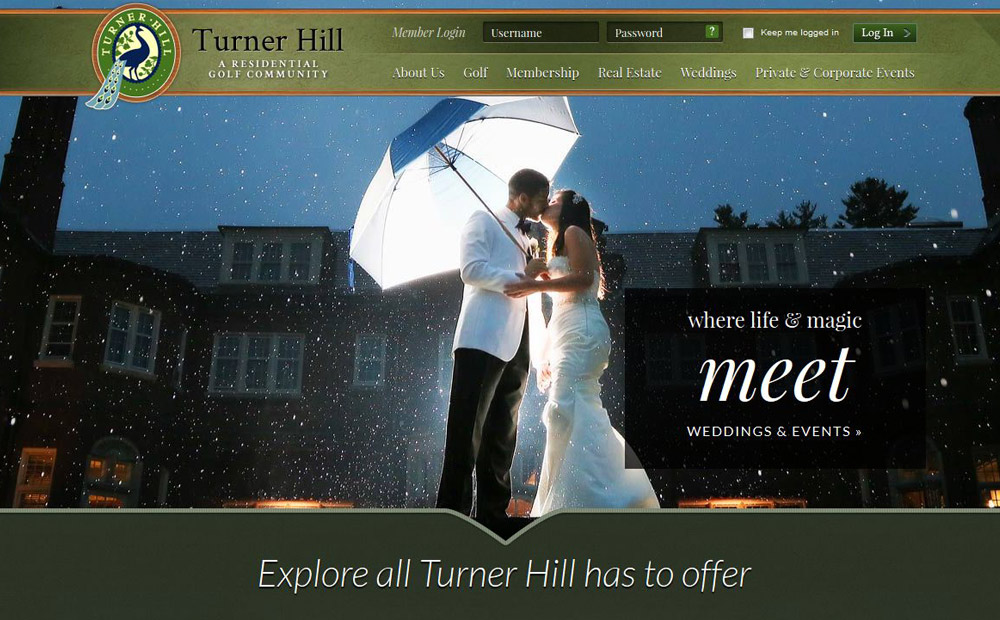 TURNER · HILL
Turner Hill
A RESIDENTIAL
GOLF COMMUNITY
Member Login Username Password ? Keep me logged in Log In >
About Us Golf Membership Real Estate Weddings Private & Corporate Events
where life & magic
meet
WEDDINGS & EVENTS »
Explore all Turner Hill has to offer